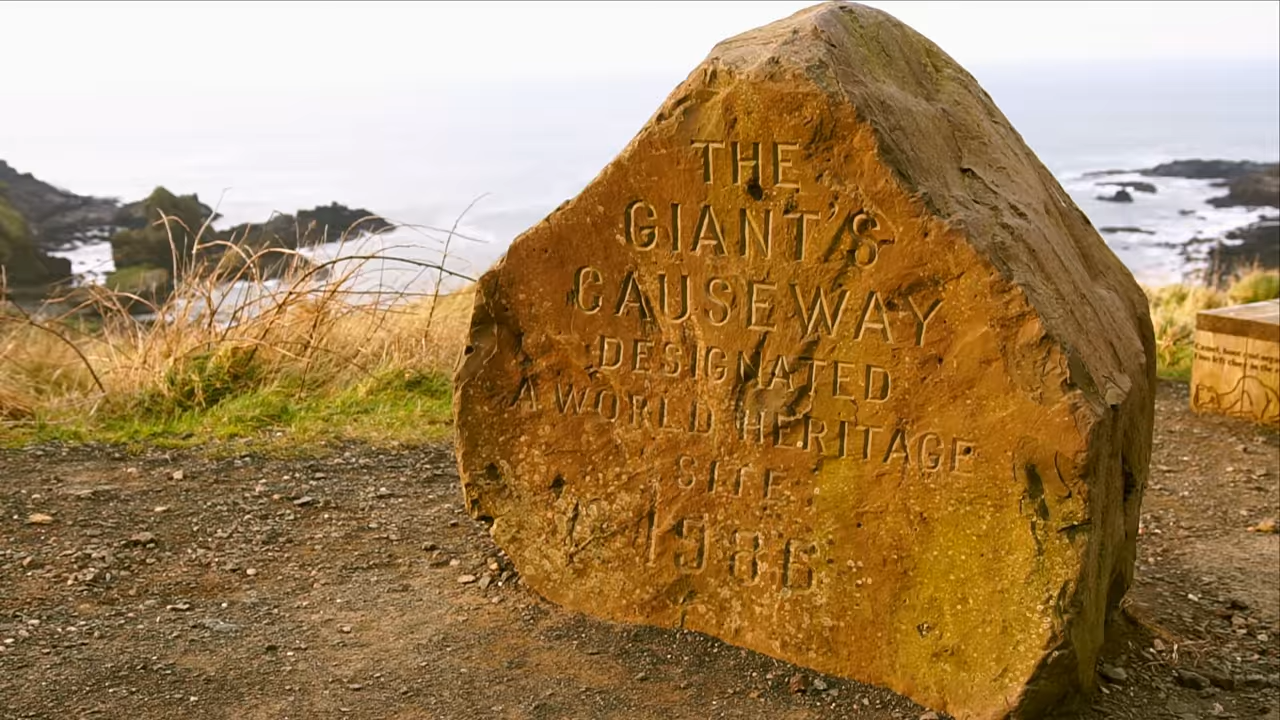 THE
GIANT'S
CAUSEWAY
DESIGNATED
A WORLD HERITAGE
SITE
1986